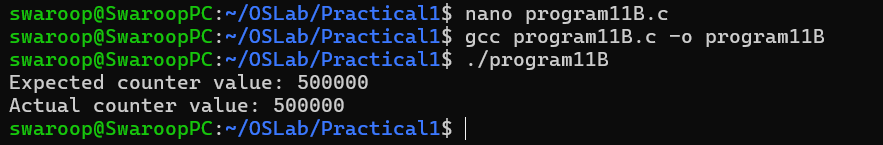 swaroop@SwaroopPC:~/OSLab/Practical1$ nano program11B.c
swaroop@SwaroopPC:~/OSLab/Practical1$ gcc program11B.c -o program11B
swaroop@SwaroopPC:~/OSLab/Practical1$ ./program11B
Expected counter value: 500000
Actual counter value: 500000
swaroop@SwaroopPC:~/OSLab/Practical1$